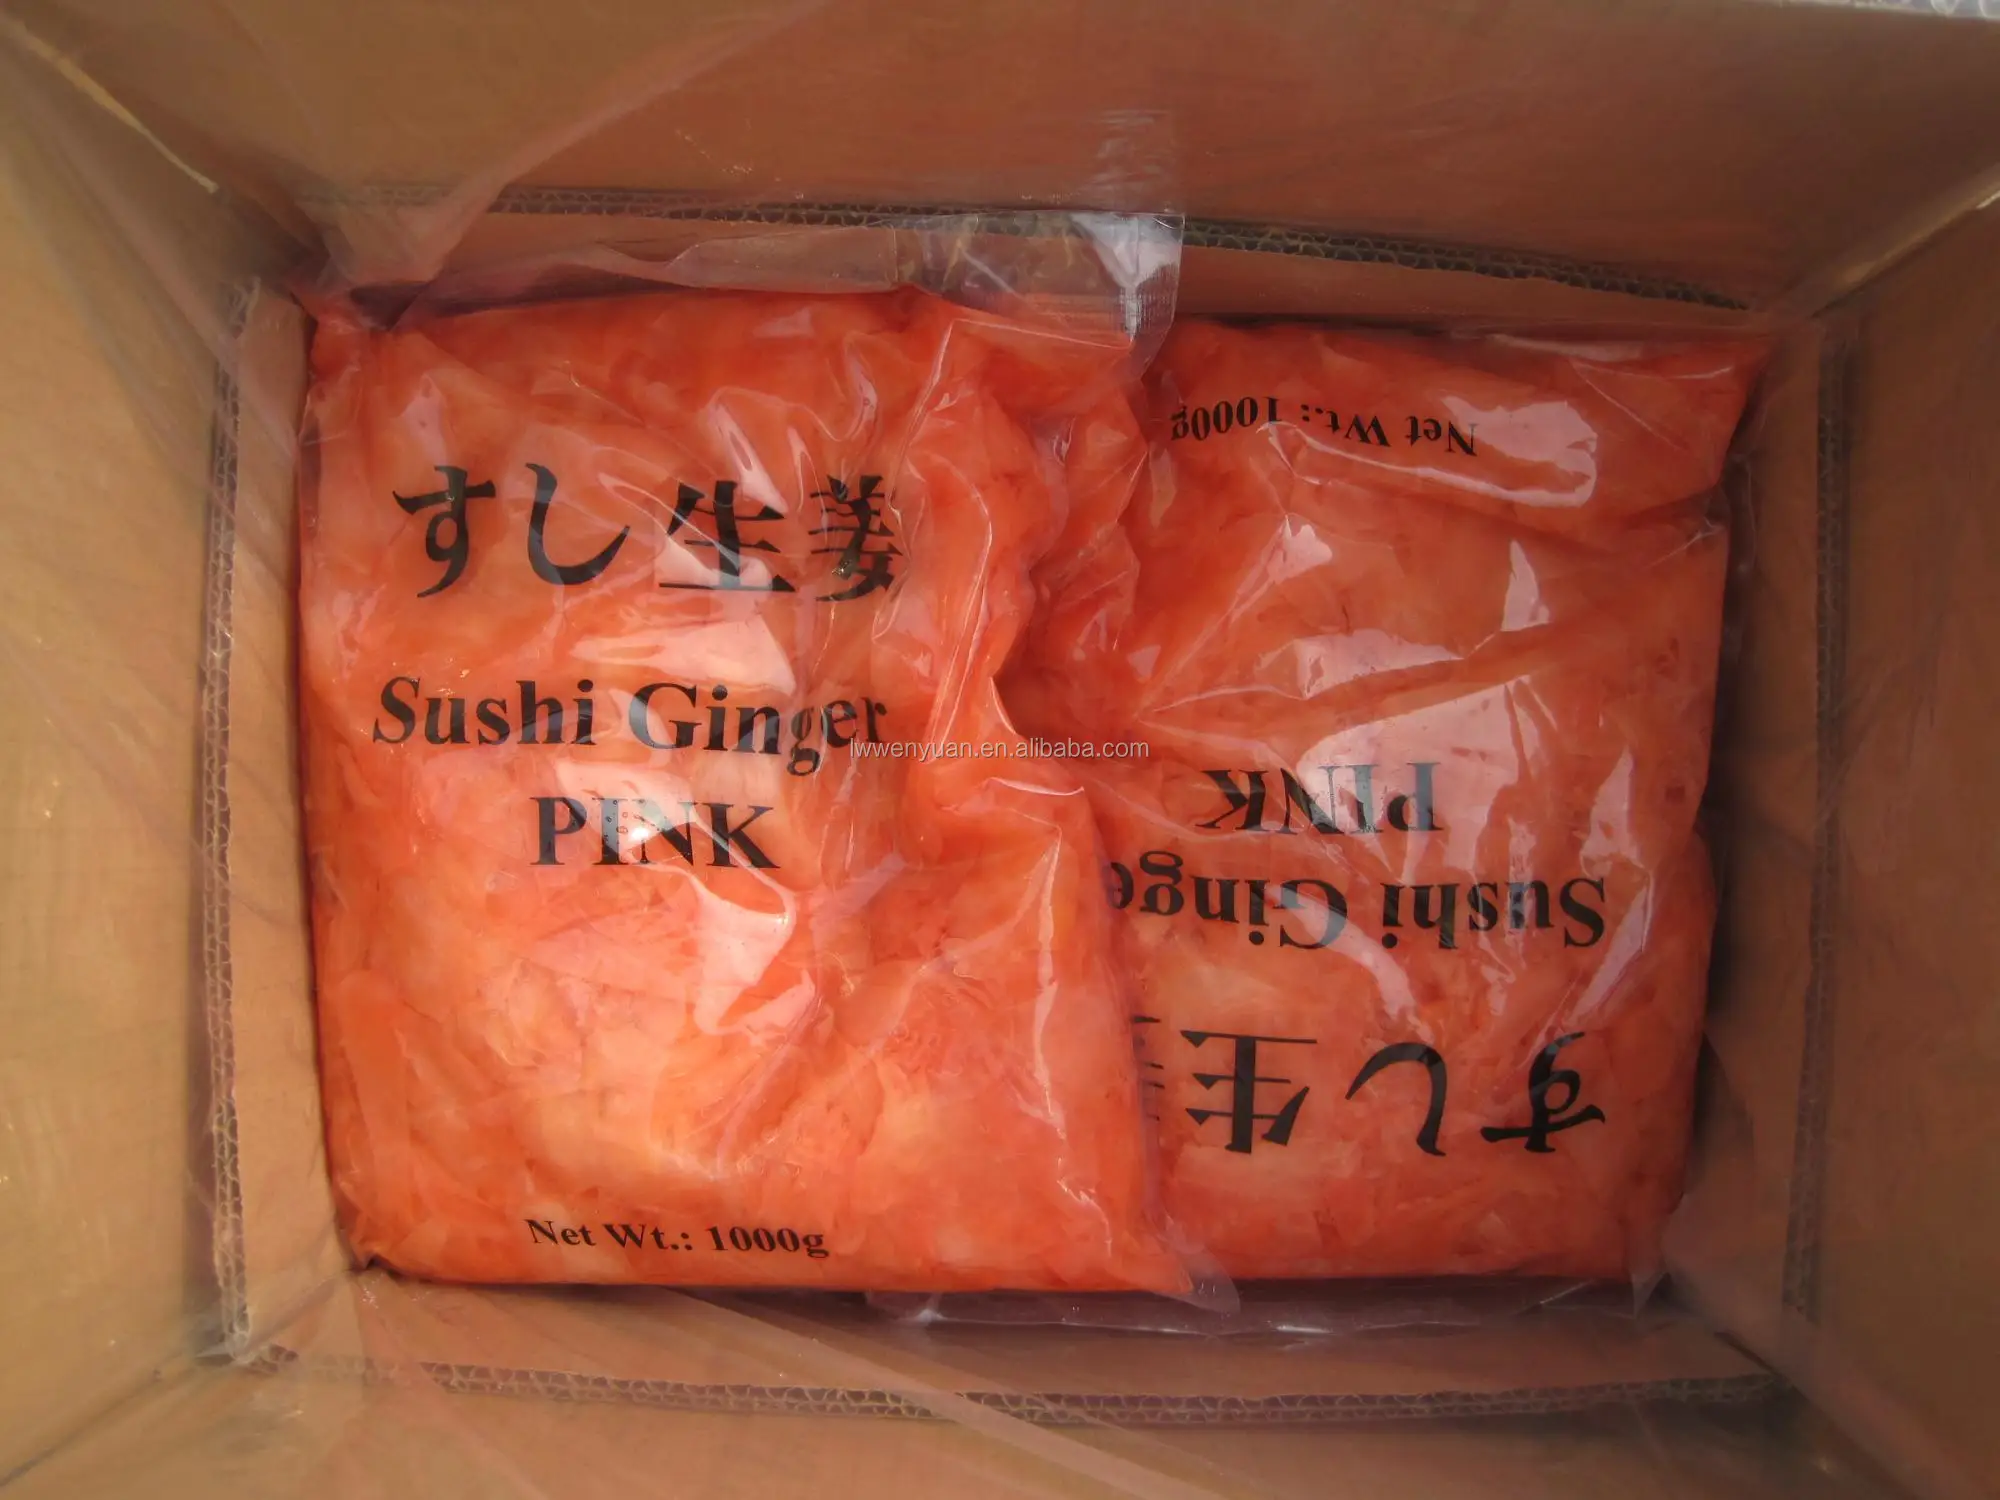 すし生姜
Sushi Ginger
PINK
Net Wt.: 1000g
lwwenyuan.en.alibaba.com
すし生
Sushi Ginge
PINK
Net Wt.: 1000g